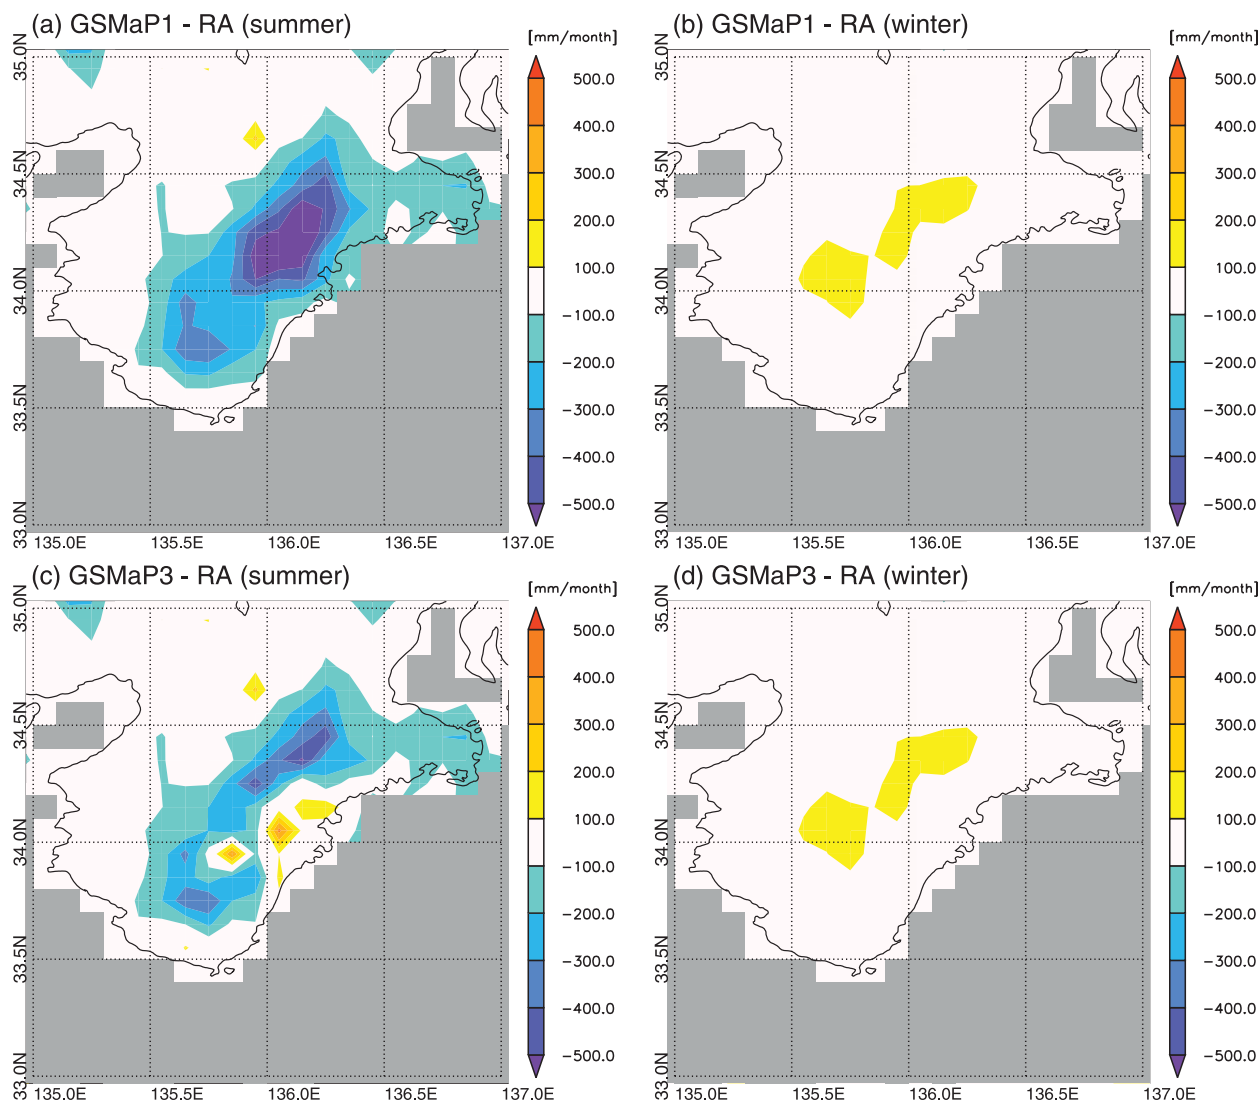 (a) GSMaP1 - RA (summer)
[mm/month]
35.0N
34.5N
34.0N
33.5N
33.0N
135.0E 135.5E 136.0E 136.5E 137.0E
500.0
400.0
300.0
200.0
100.0
-100.0
-200.0
-300.0
-400.0
-500.0
(b) GSMaP1 - RA (winter)
[mm/month]
35.0N
34.5N
34.0N
33.5N
33.0N
135.0E 135.5E 136.0E 136.5E 137.0E
500.0
400.0
300.0
200.0
100.0
-100.0
-200.0
-300.0
-400.0
-500.0
(c) GSMaP3 - RA (summer)
[mm/month]
35.0N
34.5N
34.0N
33.5N
33.0N
135.0E 135.5E 136.0E 136.5E 137.0E
500.0
400.0
300.0
200.0
100.0
-100.0
-200.0
-300.0
-400.0
-500.0
(d) GSMaP3 - RA (winter)
[mm/month]
35.0N
34.5N
34.0N
33.5N
33.0N
135.0E 135.5E 136.0E 136.5E 137.0E
500.0
400.0
300.0
200.0
100.0
-100.0
-200.0
-300.0
-400.0
-500.0